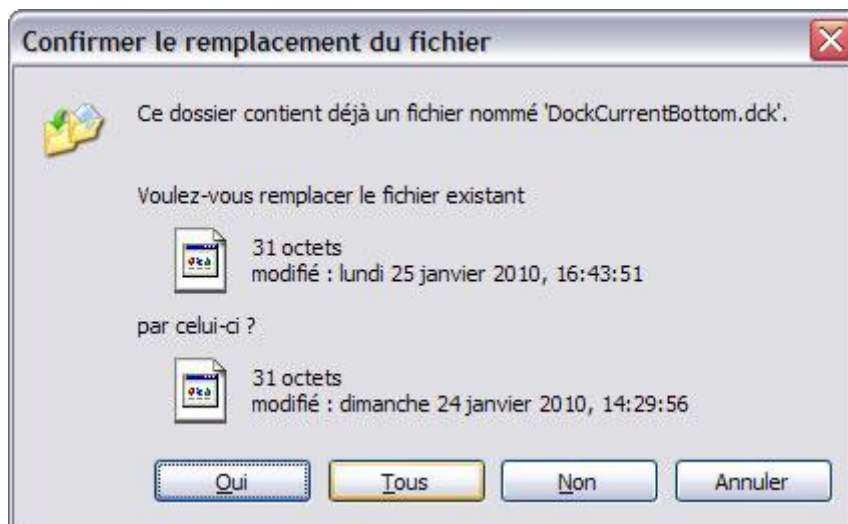 Confirmer le remplacement du fichier
Ce dossier contient déjà un fichier nommé 'DockCurrentBottom.dck'.
Voulez-vous remplacer le fichier existant
31 octets
modifié : lundi 25 janvier 2010, 16:43:51
par celui-ci ?
31 octets
modifié : dimanche 24 janvier 2010, 14:29:56
Oui Tous Non Annuler